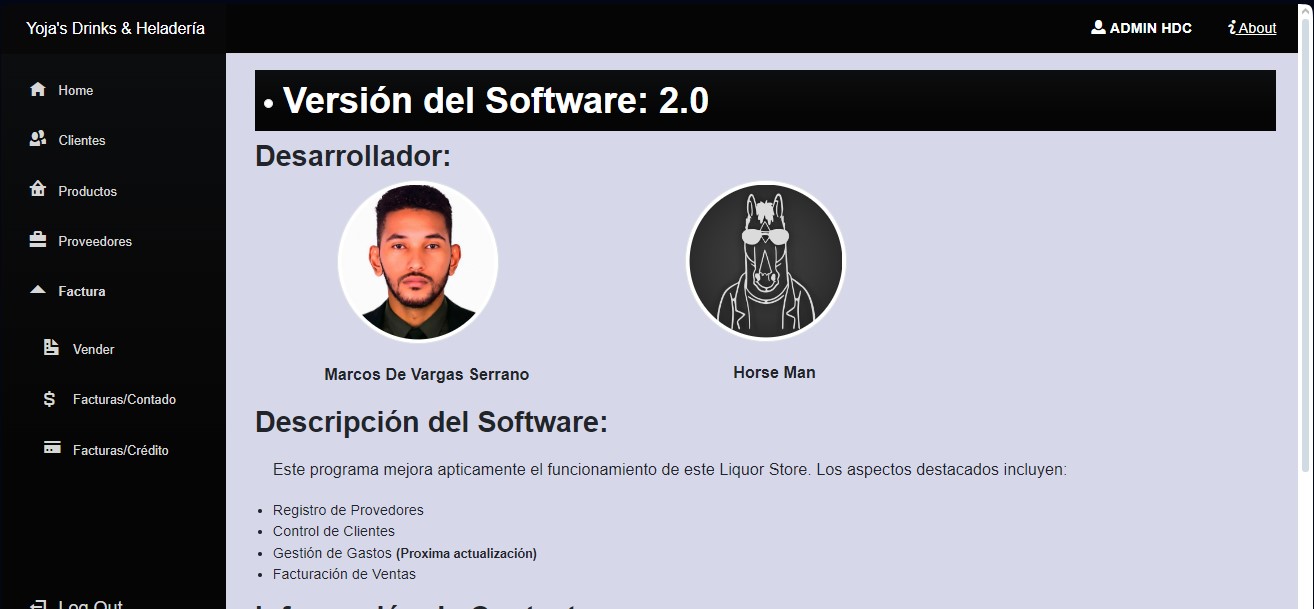 Yoja's Drinks & Heladería
ADMIN HDC
About
Home
Clientes
Productos
Proveedores
Factura
Vender
Facturas/Contado
Facturas/Crédito
Log Out
• Versión del Software: 2.0
Desarrollador:
Marcos De Vargas Serrano
Horse Man
Descripción del Software:
Este programa mejora apticamente el funcionamiento de este Liquor Store. Los aspectos destacados incluyen:
• Registro de Provedores
• Control de Clientes
• Gestión de Gastos (Proxima actualización)
• Facturación de Ventas